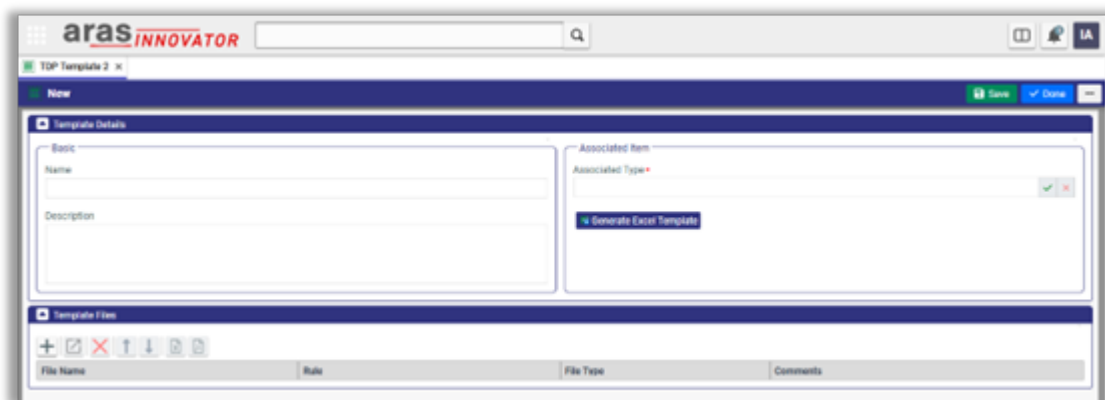 aras INNOVATOR
IA
TDP Template 2 ×
New
Save
Done
Template Details
Basic
Name
Description
Associated Item
Associated Type*
Generate Excel Template
Template Files
File Name Rule File Type Comments